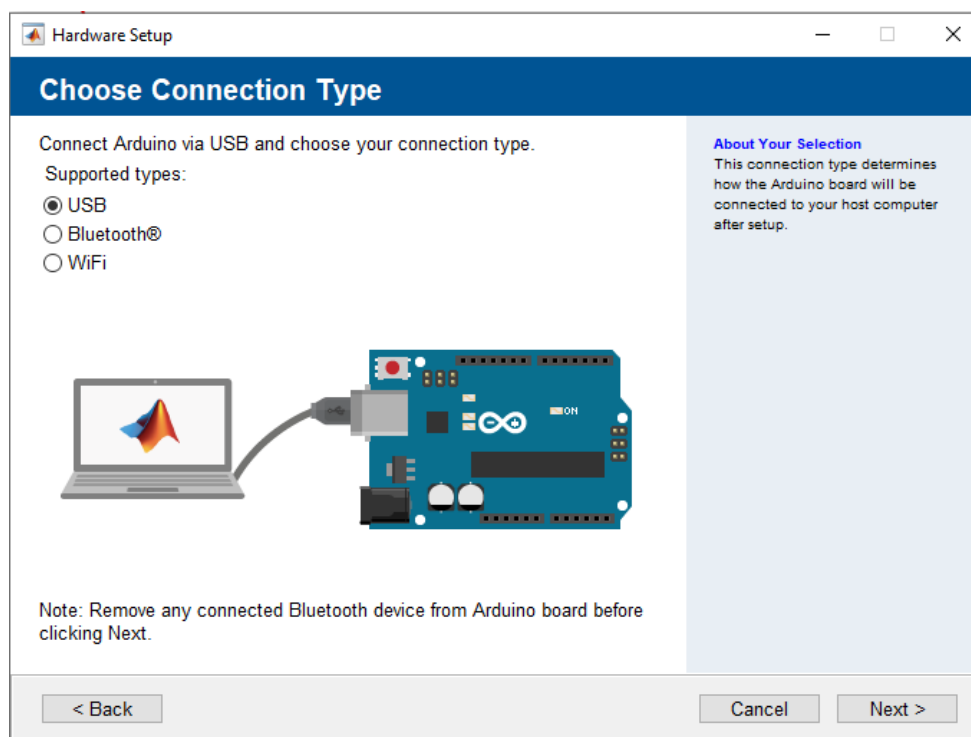 Hardware Setup
Choose Connection Type
Connect Arduino via USB and choose your connection type.
Supported types:
USB
Bluetooth®
WiFi
ON
Note: Remove any connected Bluetooth device from Arduino board before
clicking Next.
About Your Selection
This connection type determines
how the Arduino board will be
connected to your host computer
after setup.
< Back
Cancel
Next >